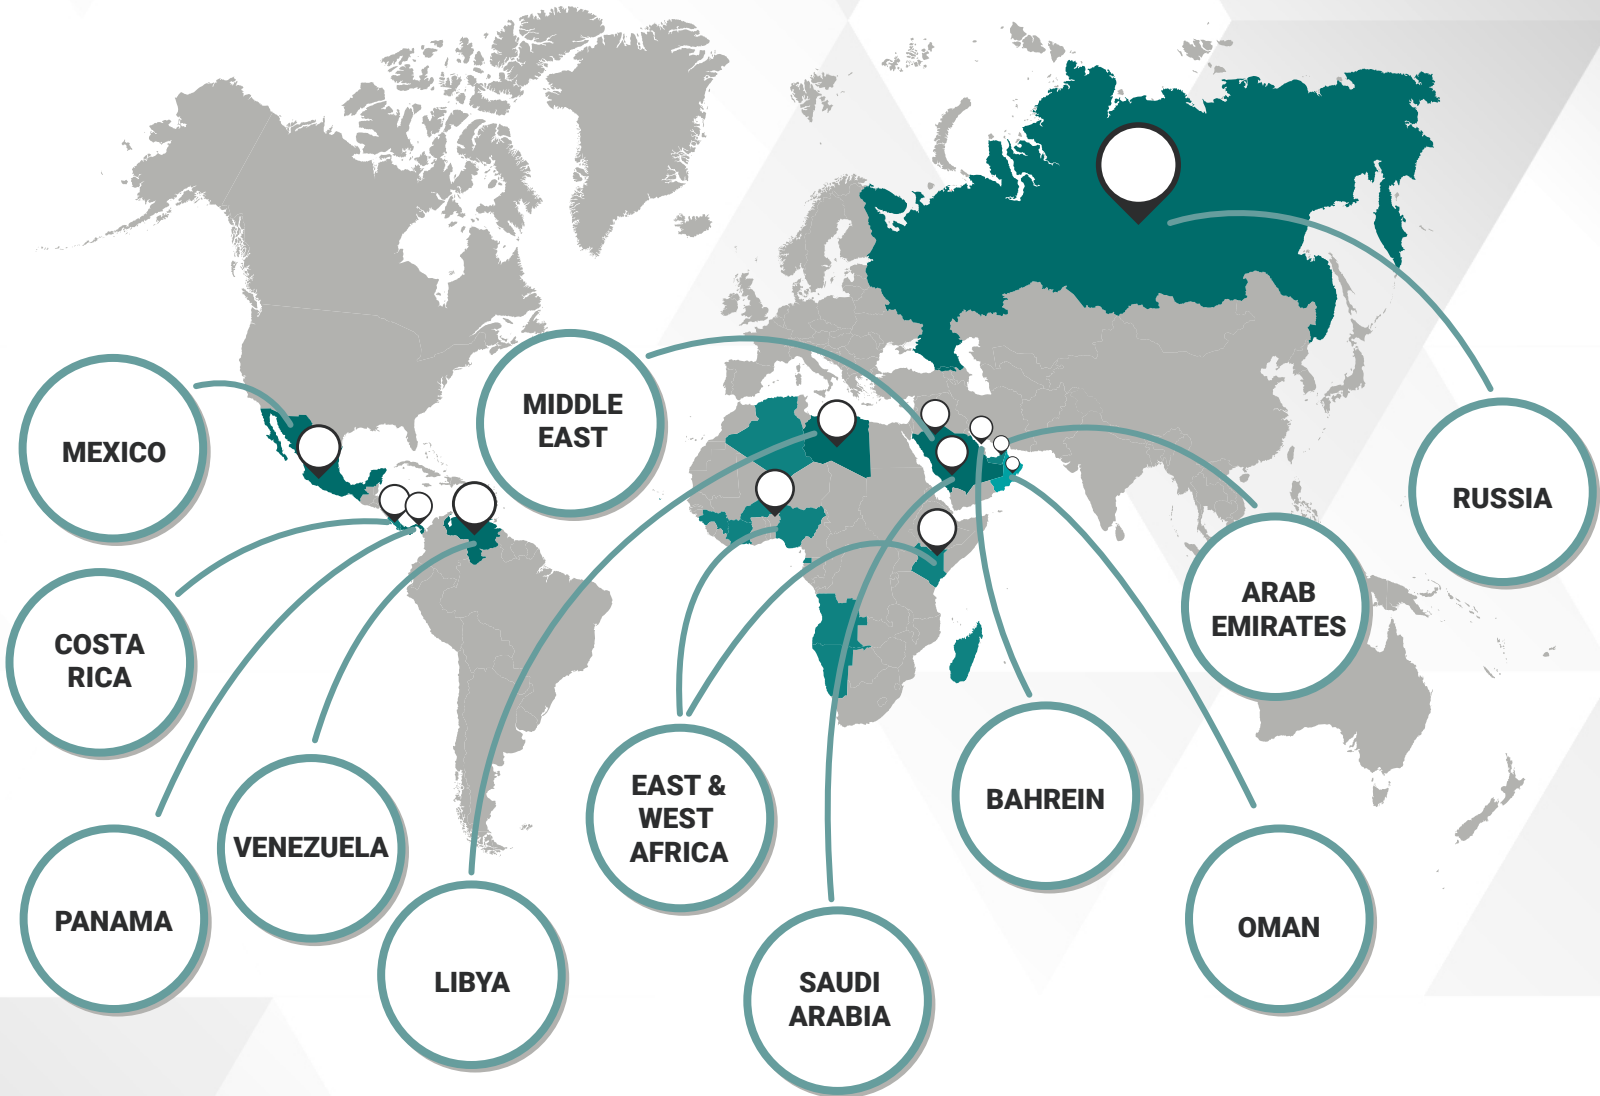 MIDDLE
EAST
MEXICO
RUSSIA
ARAB
EMIRATES
COSTA
RICA
EAST &
WEST
AFRICA
BAHREIN
VENEZUELA
PANAMA
OMAN
LIBYA
SAUDI
ARABIA